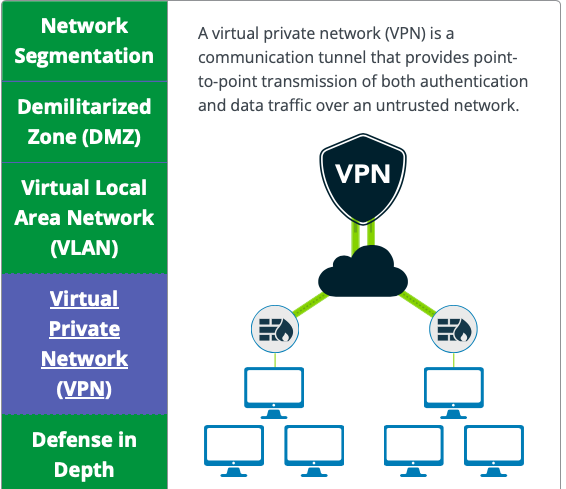 Network
Segmentation
Demilitarized
Zone (DMZ)
Virtual Local
Area Network
(VLAN)
Virtual
Private
Network
(VPN)
Defense in
Depth
A virtual private network (VPN) is a
communication tunnel that provides point-
to-point transmission of both authentication
and data traffic over an untrusted network.
VPN